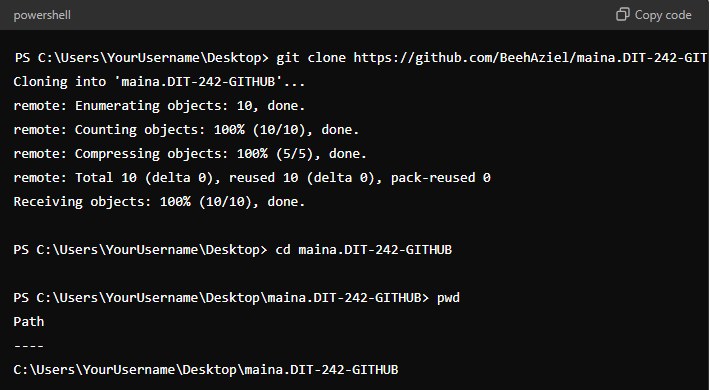 powershell
Copy code
PS C:\Users\YourUsername\Desktop> git clone https://github.com/BeehAziel/maina.DIT-242-GIT
Cloning into 'maina.DIT-242-GITHUB'...
remote: Enumerating objects: 10, done.
remote: Counting objects: 100% (10/10), done.
remote: Compressing objects: 100% (5/5), done.
remote: Total 10 (delta 0), reused 10 (delta 0), pack-reused 0
Receiving objects: 100% (10/10), done.
PS C:\Users\YourUsername\Desktop> cd maina.DIT-242-GITHUB
PS C:\Users\YourUsername\Desktop\maina.DIT-242-GITHUB> pwd
Path
----
C:\Users\YourUsername\Desktop\maina.DIT-242-GITHUB